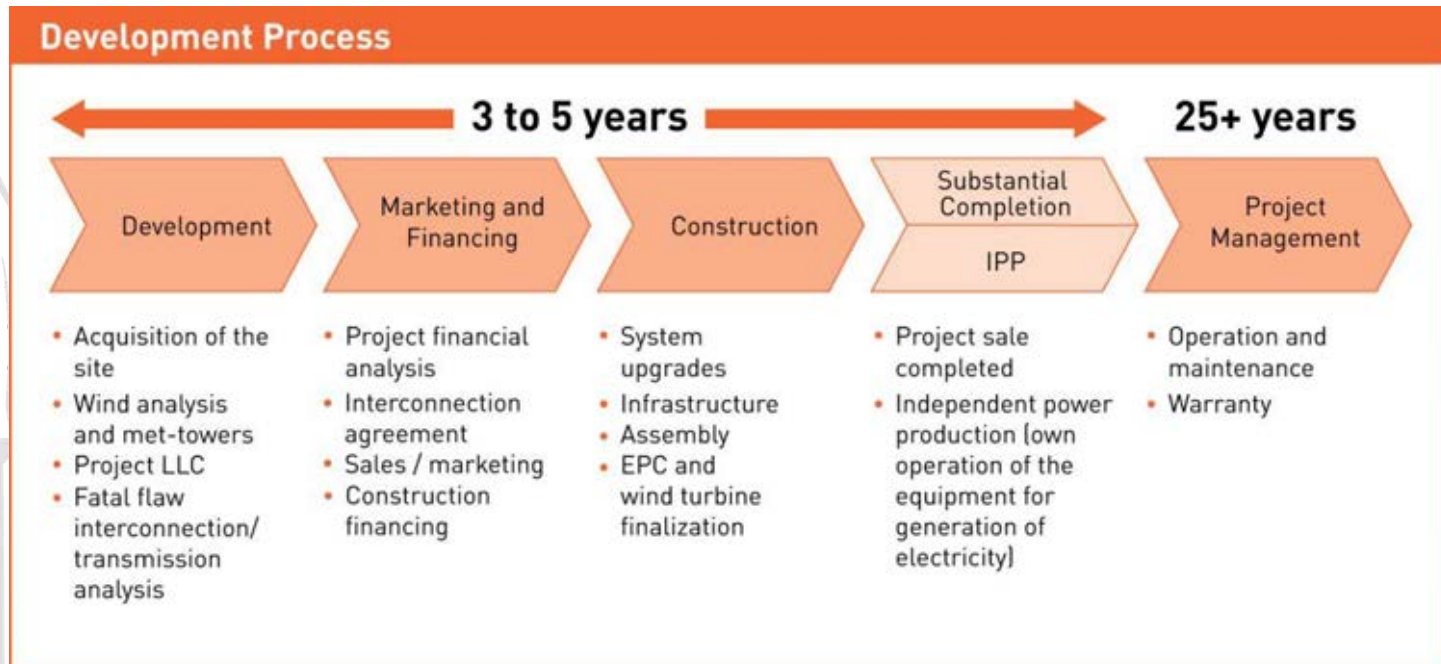 Development Process
3 to 5 years
25+ years
Development
Marketing and
Financing
Construction
Substantial
Completion
IPP
Project
Management
• Acquisition of the
site
• Wind analysis
and met-towers
• Project LLC
• Fatal flaw
interconnection/
transmission
analysis
• Project financial
analysis
• Interconnection
agreement
• Sales / marketing
• Construction
financing
• System
upgrades
• Infrastructure
• Assembly
• EPC and
wind turbine
finalization
• Project sale
completed
• Independent power
production (own
operation of the
equipment for
generation of
electricity)
• Operation and
maintenance
• Warranty